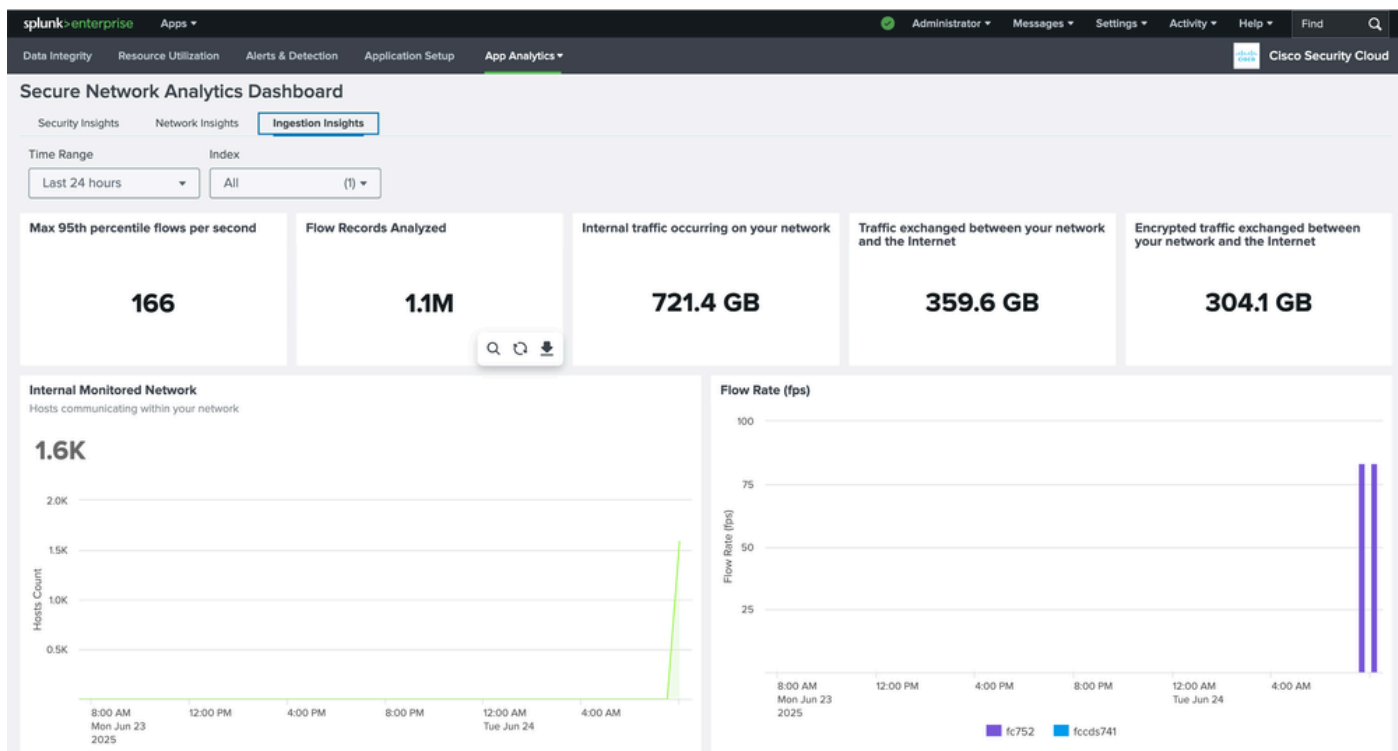 splunk>enterprise Apps Administrator Messages Settings Activity Help Find
Data Integrity Resource Utilization Alerts & Detection Application Setup App Analytics CISCO Cisco Security Cloud
Secure Network Analytics Dashboard
Security Insights Network Insights Ingestion Insights
Time Range Index
Last 24 hours All (1)
Max 95th percentile flows per second
166
Flow Records Analyzed
1.1M
Internal traffic occurring on your network
721.4 GB
Traffic exchanged between your network
and the Internet
359.6 GB
Encrypted traffic exchanged between
your network and the Internet
304.1 GB
Internal Monitored Network
Hosts communicating within your network
1.6K
2.0K
1.5K
1.0K
0.5K
Hosts Count
8:00 AM 12:00 PM 4:00 PM 8:00 PM 12:00 AM 4:00 AM
Mon Jun 23 Tue Jun 24
2025
Flow Rate (fps)
100
75
50
25
Flow Rate (fps)
8:00 AM 12:00 PM 4:00 PM 8:00 PM 12:00 AM 4:00 AM
Mon Jun 23 Tue Jun 24
2025
fc752 fccds741